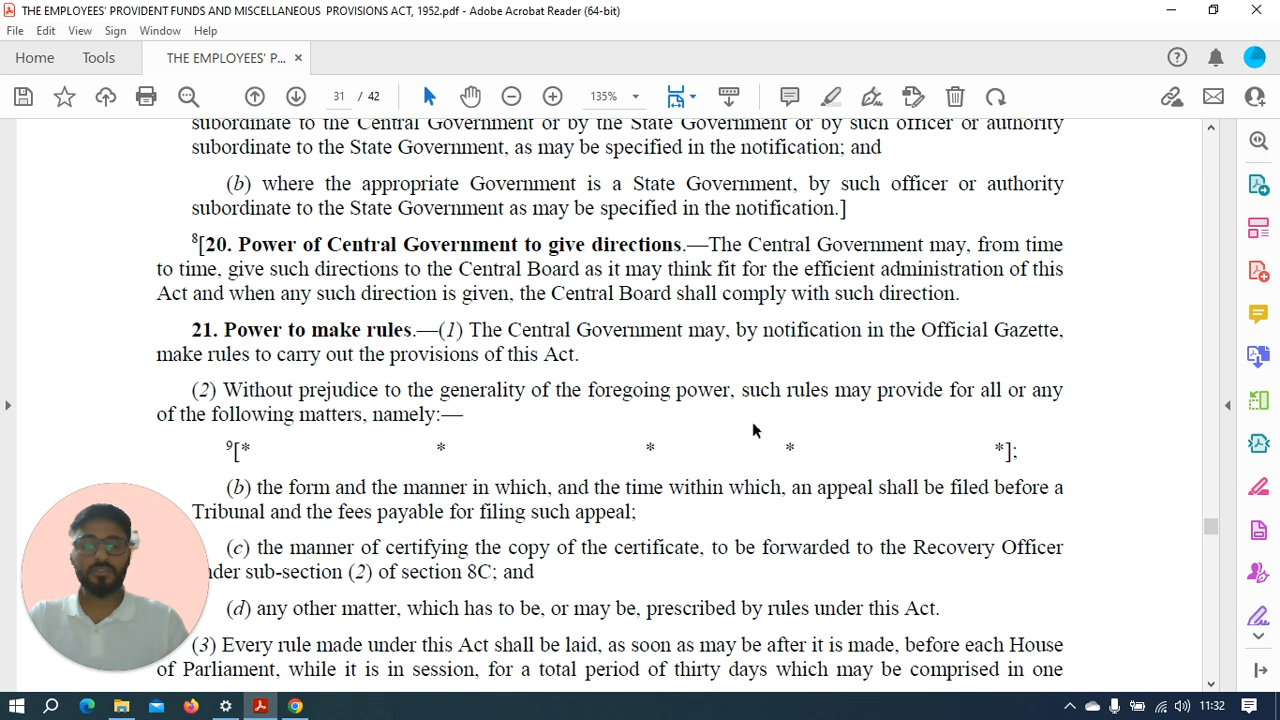 THE EMPLOYEES' PROVIDENT FUNDS AND MISCELLANEOUS PROVISIONS ACT, 1952.pdf - Adobe Acrobat Reader (64-bit)
File Edit View Sign Window Help
Home Tools THE EMPLOYEES' P... ×
31 / 42 135%
subordinate to the Central Government or by the State Government or by such officer or authority
subordinate to the State Government, as may be specified in the notification; and
(b) where the appropriate Government is a State Government, by such officer or authority
subordinate to the State Government as may be specified in the notification.]
8[20. Power of Central Government to give directions.—The Central Government may, from time
to time, give such directions to the Central Board as it may think fit for the efficient administration of this
Act and when any such direction is given, the Central Board shall comply with such direction.
21. Power to make rules.—(1) The Central Government may, by notification in the Official Gazette,
make rules to carry out the provisions of this Act.
(2) Without prejudice to the generality of the foregoing power, such rules may provide for all or any
of the following matters, namely:—
9[* * * * *];
(b) the form and the manner in which, and the time within which, an appeal shall be filed before a
Tribunal and the fees payable for filing such appeal;
(c) the manner of certifying the copy of the certificate, to be forwarded to the Recovery Officer
nder sub-section (2) of section 8C; and
(d) any other matter, which has to be, or may be, prescribed by rules under this Act.
(3) Every rule made under this Act shall be laid, as soon as may be after it is made, before each House
of Parliament, while it is in session, for a total period of thirty days which may be comprised in one
11:32